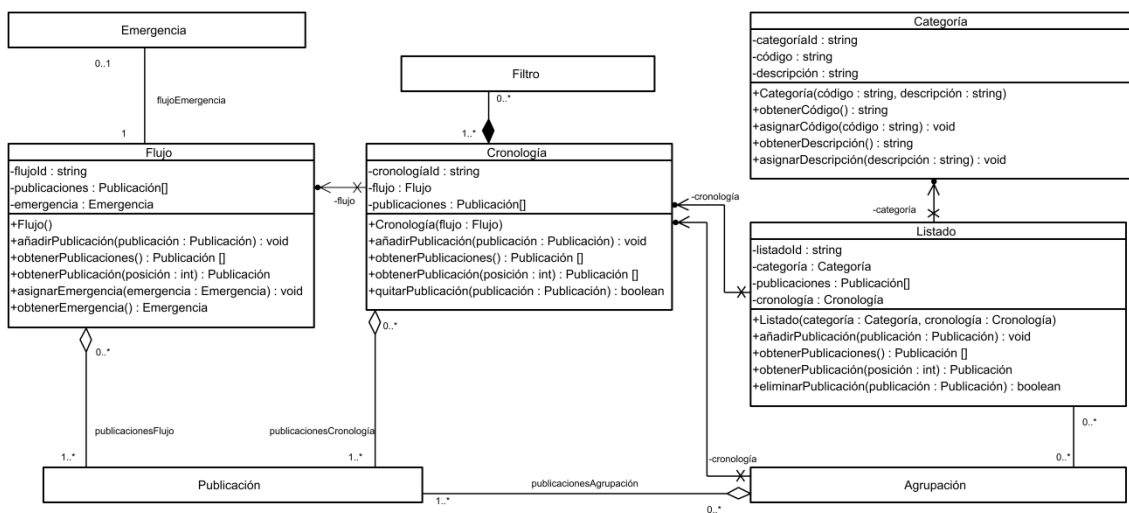 Emergencia
0..1
flujoEmergencia
1
Filtro
0..*
1..*
Categoría
-categoríaId : string
-código : string
-descripción : string
+Categoría(código : string, descripción : string)
+obtenerCódigo() : string
+asignarCódigo(código : string) : void
+obtenerDescripción() : string
+asignarDescripción(descripción : string) : void
Flujo
-flujoId : string
-publicaciones : Publicación[]
-emergencia : Emergencia
+Flujo()
+añadirPublicación(publicación : Publicación) : void
+obtenerPublicaciones() : Publicación []
+obtenerPublicación(posición : int) : Publicación
+asignarEmergencia(emergencia : Emergencia) : void
+obtenerEmergencia() : Emergencia
-flujo
Cronología
-cronologíaId : string
-flujo : Flujo
-publicaciones : Publicación[]
+Cronología(flujo : Flujo)
+añadirPublicación(publicación : Publicación) : void
+obtenerPublicaciones() : Publicación []
+obtenerPublicación(posición : int) : Publicación []
+quitarPublicación(publicación : Publicación) : boolean
-cronología
-categoría
Listado
-listadoId : string
-categoría : Categoría
-publicaciones : Publicación[]
-cronología : Cronología
+Listado(categoría : Categoría, cronología : Cronología)
+añadirPublicación(publicación : Publicación) : void
+obtenerPublicaciones() : Publicación []
+obtenerPublicación(posición : int) : Publicación
+eliminarPublicación(publicación : Publicación) : boolean
0..*
publicacionesFlujo
1..*
0..*
publicacionesCronología
1..*
0..*
0..*
-cronología
Publicación
1..*
publicacionesAgrupación
0..*
Agrupación